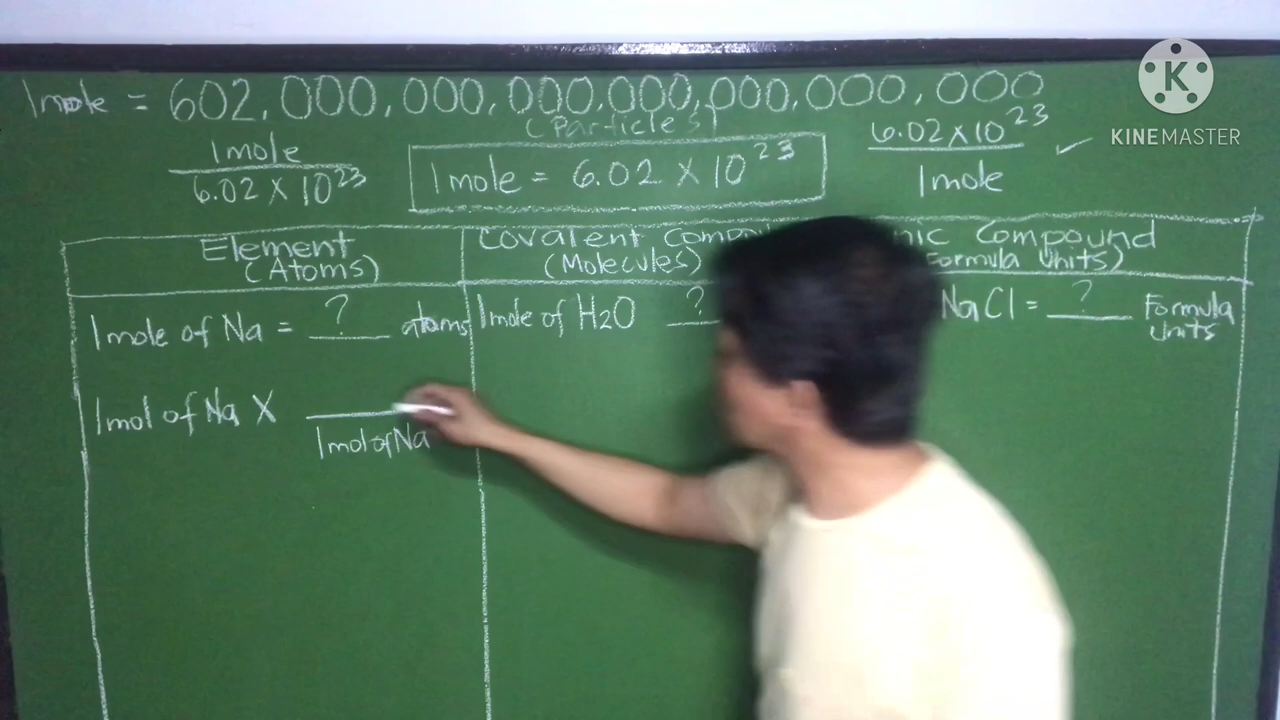 1mole = 602,000,000,000,000,000,000,000
(Particles)
1mole
6.02 X 10²³
1mole = 6.02 X 10²³
6.02 X 10²³
1mole
KINEMASTER
Element
(Atoms)
Covalent
(Molecules)
Compound
Formula Units)
1mole of Na = ? atoms
1mole of H2O ?
NaCl = ? Formula
units
1mol of Na X
1mol of Na